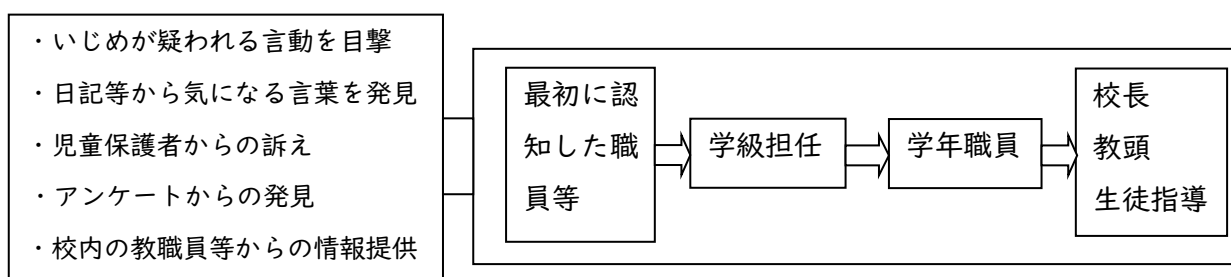 ・いじめが疑われる言動を目撃
・日記等から気になる言葉を発見
・児童保護者からの訴え
・アンケートからの発見
・校内の教職員等からの情報提供
最初に認
知した職
員等
学級担任
学年職員
校長
教頭
生徒指導